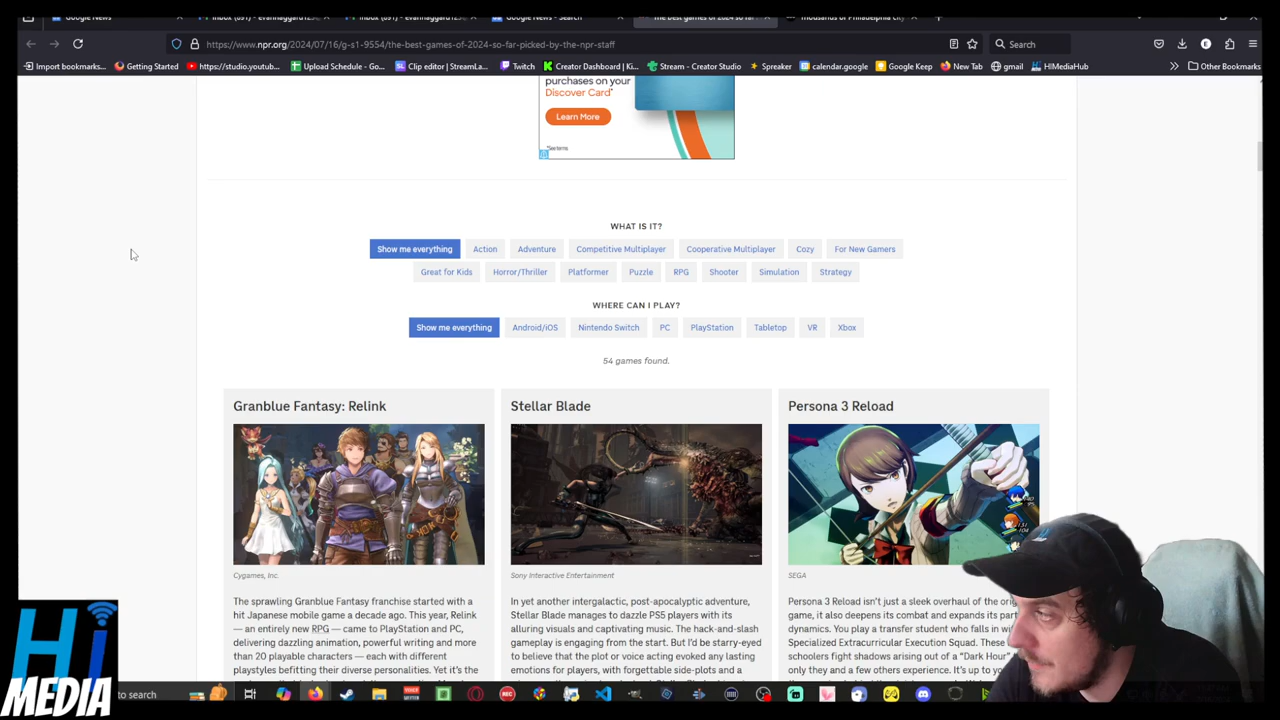 Google News
Inbox (691) - evanhaggard123
Inbox (691) - evanhaggard123
Google News - Search
The best games of 2024 so far
Thousands of Philadelphia city
https://www.npr.org/2024/07/16/g-s1-9554/the-best-games-of-2024-so-far-picked-by-the-npr-staff
Search
Import bookmarks... Getting Started https://studio.youtub... Upload Schedule - Go... Clip editor | StreamLa... Twitch Creator Dashboard | Ki... Stream - Creator Studio Spreaker calendar.google Google Keep New Tab gmail HIMediaHub Other Bookmarks
purchases on your
Discover Card*
Learn More
WHAT IS IT?
Show me everything Action Adventure Competitive Multiplayer Cooperative Multiplayer Cozy For New Gamers
Great for Kids Horror/Thriller Platformer Puzzle RPG Shooter Simulation Strategy
WHERE CAN I PLAY?
Show me everything Android/iOS Nintendo Switch PC PlayStation Tabletop VR Xbox
54 games found.
Granblue Fantasy: Relink
Cygames, Inc.
The sprawling Granblue Fantasy franchise started with a
hit Japanese mobile game a decade ago. This year, Relink
— an entirely new RPG — came to PlayStation and PC,
delivering dazzling animation, powerful writing and more
than 20 playable characters — each with different
playstyles befitting their diverse personalities. Yet it's the
Stellar Blade
Sony Interactive Entertainment
In yet another intergalactic, post-apocalyptic adventure,
Stellar Blade manages to dazzle PS5 players with its
alluring visuals and captivating music. The hack-and-slash
gameplay is engaging from the start. But I'd be starry-eyed
to believe that the plot or voice acting evoked any lasting
emotions for players, with forgettable side-plots and a
Persona 3 Reload
SEGA
Persona 3 Reload isn't just a sleek overhaul of the
game, it also deepens its combat and expands its
dynamics. You play a transfer student who falls in
Specialized Extracurricular Execution Squad. These
schoolers fight shadows arising out of a "Dark Hour"
only they and a few others experience. It's up to
Hi
MEDIA
to search
REC